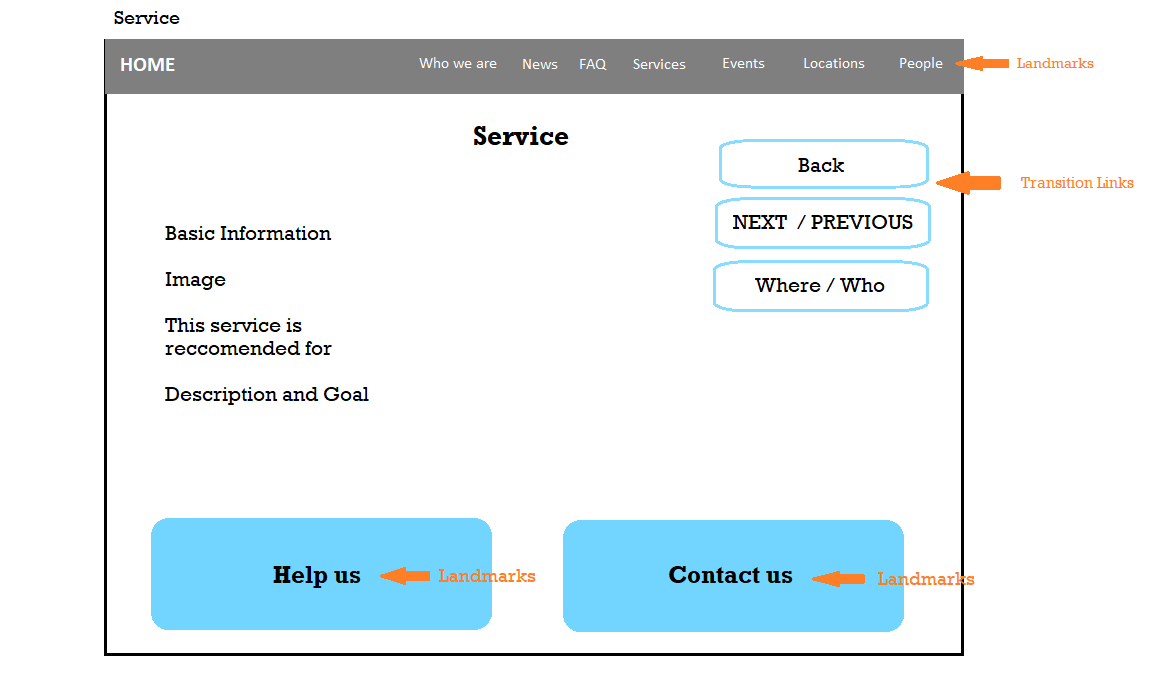 Service
HOME Who we are News FAQ Services Events Locations People Landmarks
Service
Back
Transition Links
NEXT / PREVIOUS
Basic Information
Image
Where / Who
This service is
reccomended for
Description and Goal
Help us Landmarks
Contact us Landmarks